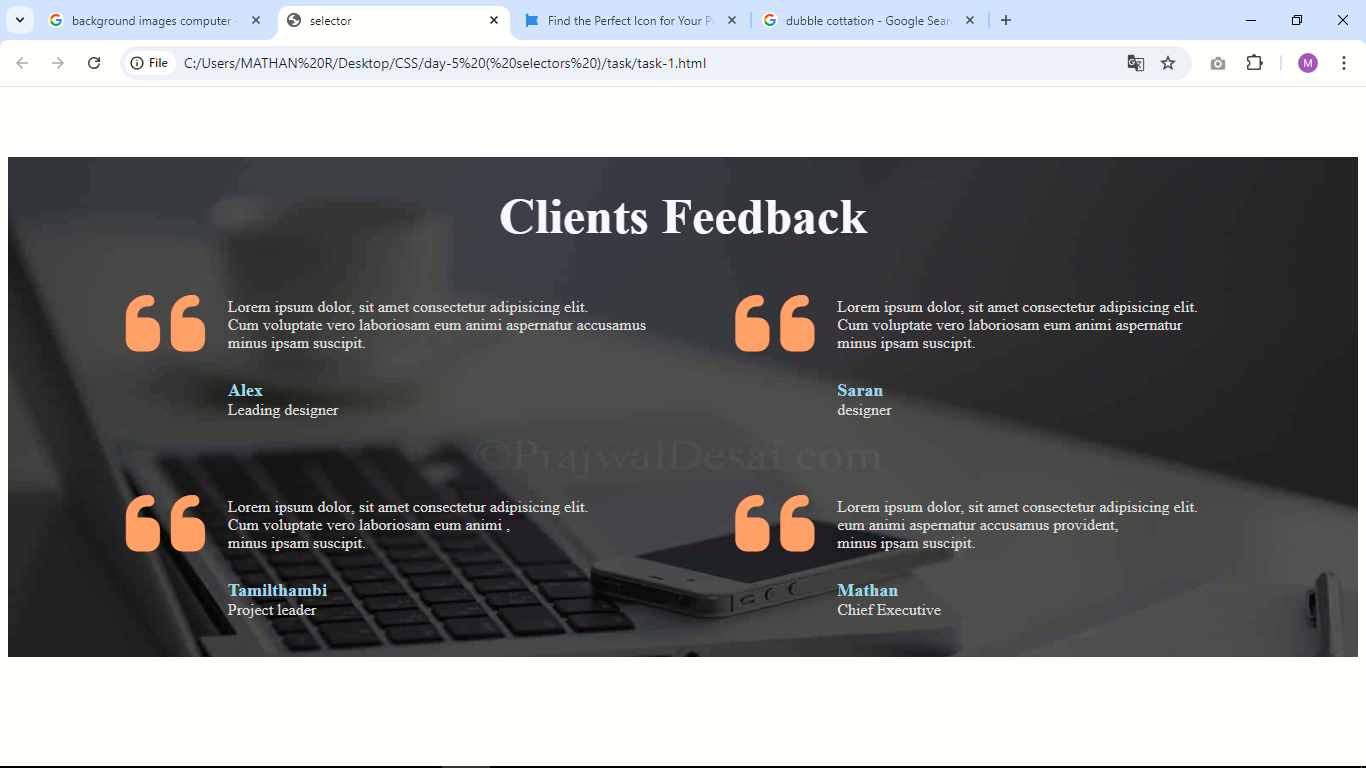 background images computer -
selector
Find the Perfect Icon for Your Pr
dubble cottation - Google Searc
File
C:/Users/MATHAN%20R/Desktop/CSS/day-5%20(%20selectors%20)/task/task-1.html
M
Clients Feedback
Lorem ipsum dolor, sit amet consectetur adipisicing elit.
Cum voluptate vero laboriosam eum animi aspernatur accusamus
minus ipsam suscipit.
Alex
Leading designer
Lorem ipsum dolor, sit amet consectetur adipisicing elit.
Cum voluptate vero laboriosam eum animi aspernatur
minus ipsam suscipit.
Saran
designer
©PrajwalDesai.com
Lorem ipsum dolor, sit amet consectetur adipisicing elit.
Cum voluptate vero laboriosam eum animi ,
minus ipsam suscipit.
Tamilthambi
Project leader
Lorem ipsum dolor, sit amet consectetur adipisicing elit.
eum animi aspernatur accusamus provident,
minus ipsam suscipit.
Mathan
Chief Executive